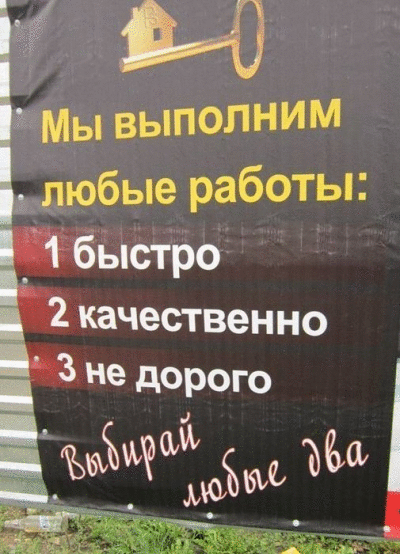 Мы выполним
любые работы:
1 быстро
2 качественно
3 не дорого
Выбирай
любые два